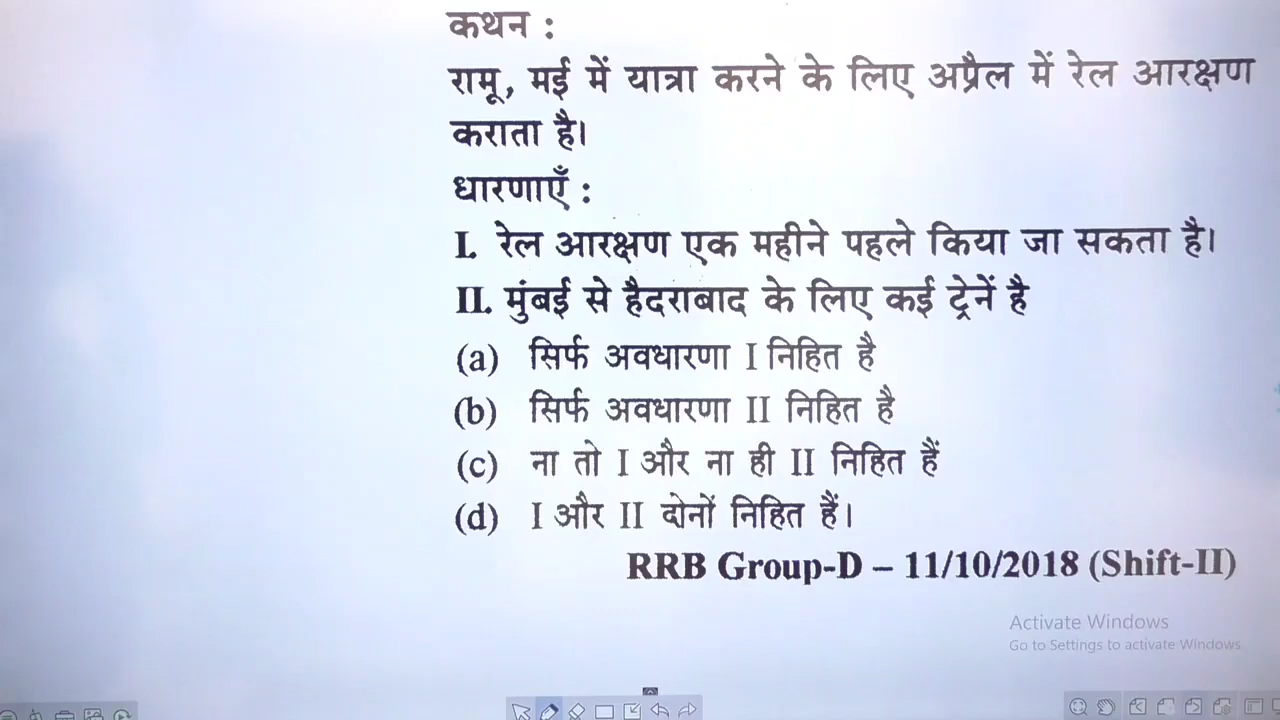 कथन :
रामू, मई में यात्रा करने के लिए अप्रैल में रेल आरक्षण
कराता है।
धारणाएँ :
I. रेल आरक्षण एक महीने पहले किया जा सकता है।
II. मुंबई से हैदराबाद के लिए कई ट्रेनें है
(a) सिर्फ अवधारणा I निहित है
(b) सिर्फ अवधारणा II निहित है
(c) ना तो I और ना ही II निहित हैं
(d) I और II दोनों निहित हैं।
RRB Group-D – 11/10/2018 (Shift-II)
Activate Windows
Go to Settings to activate Windows.